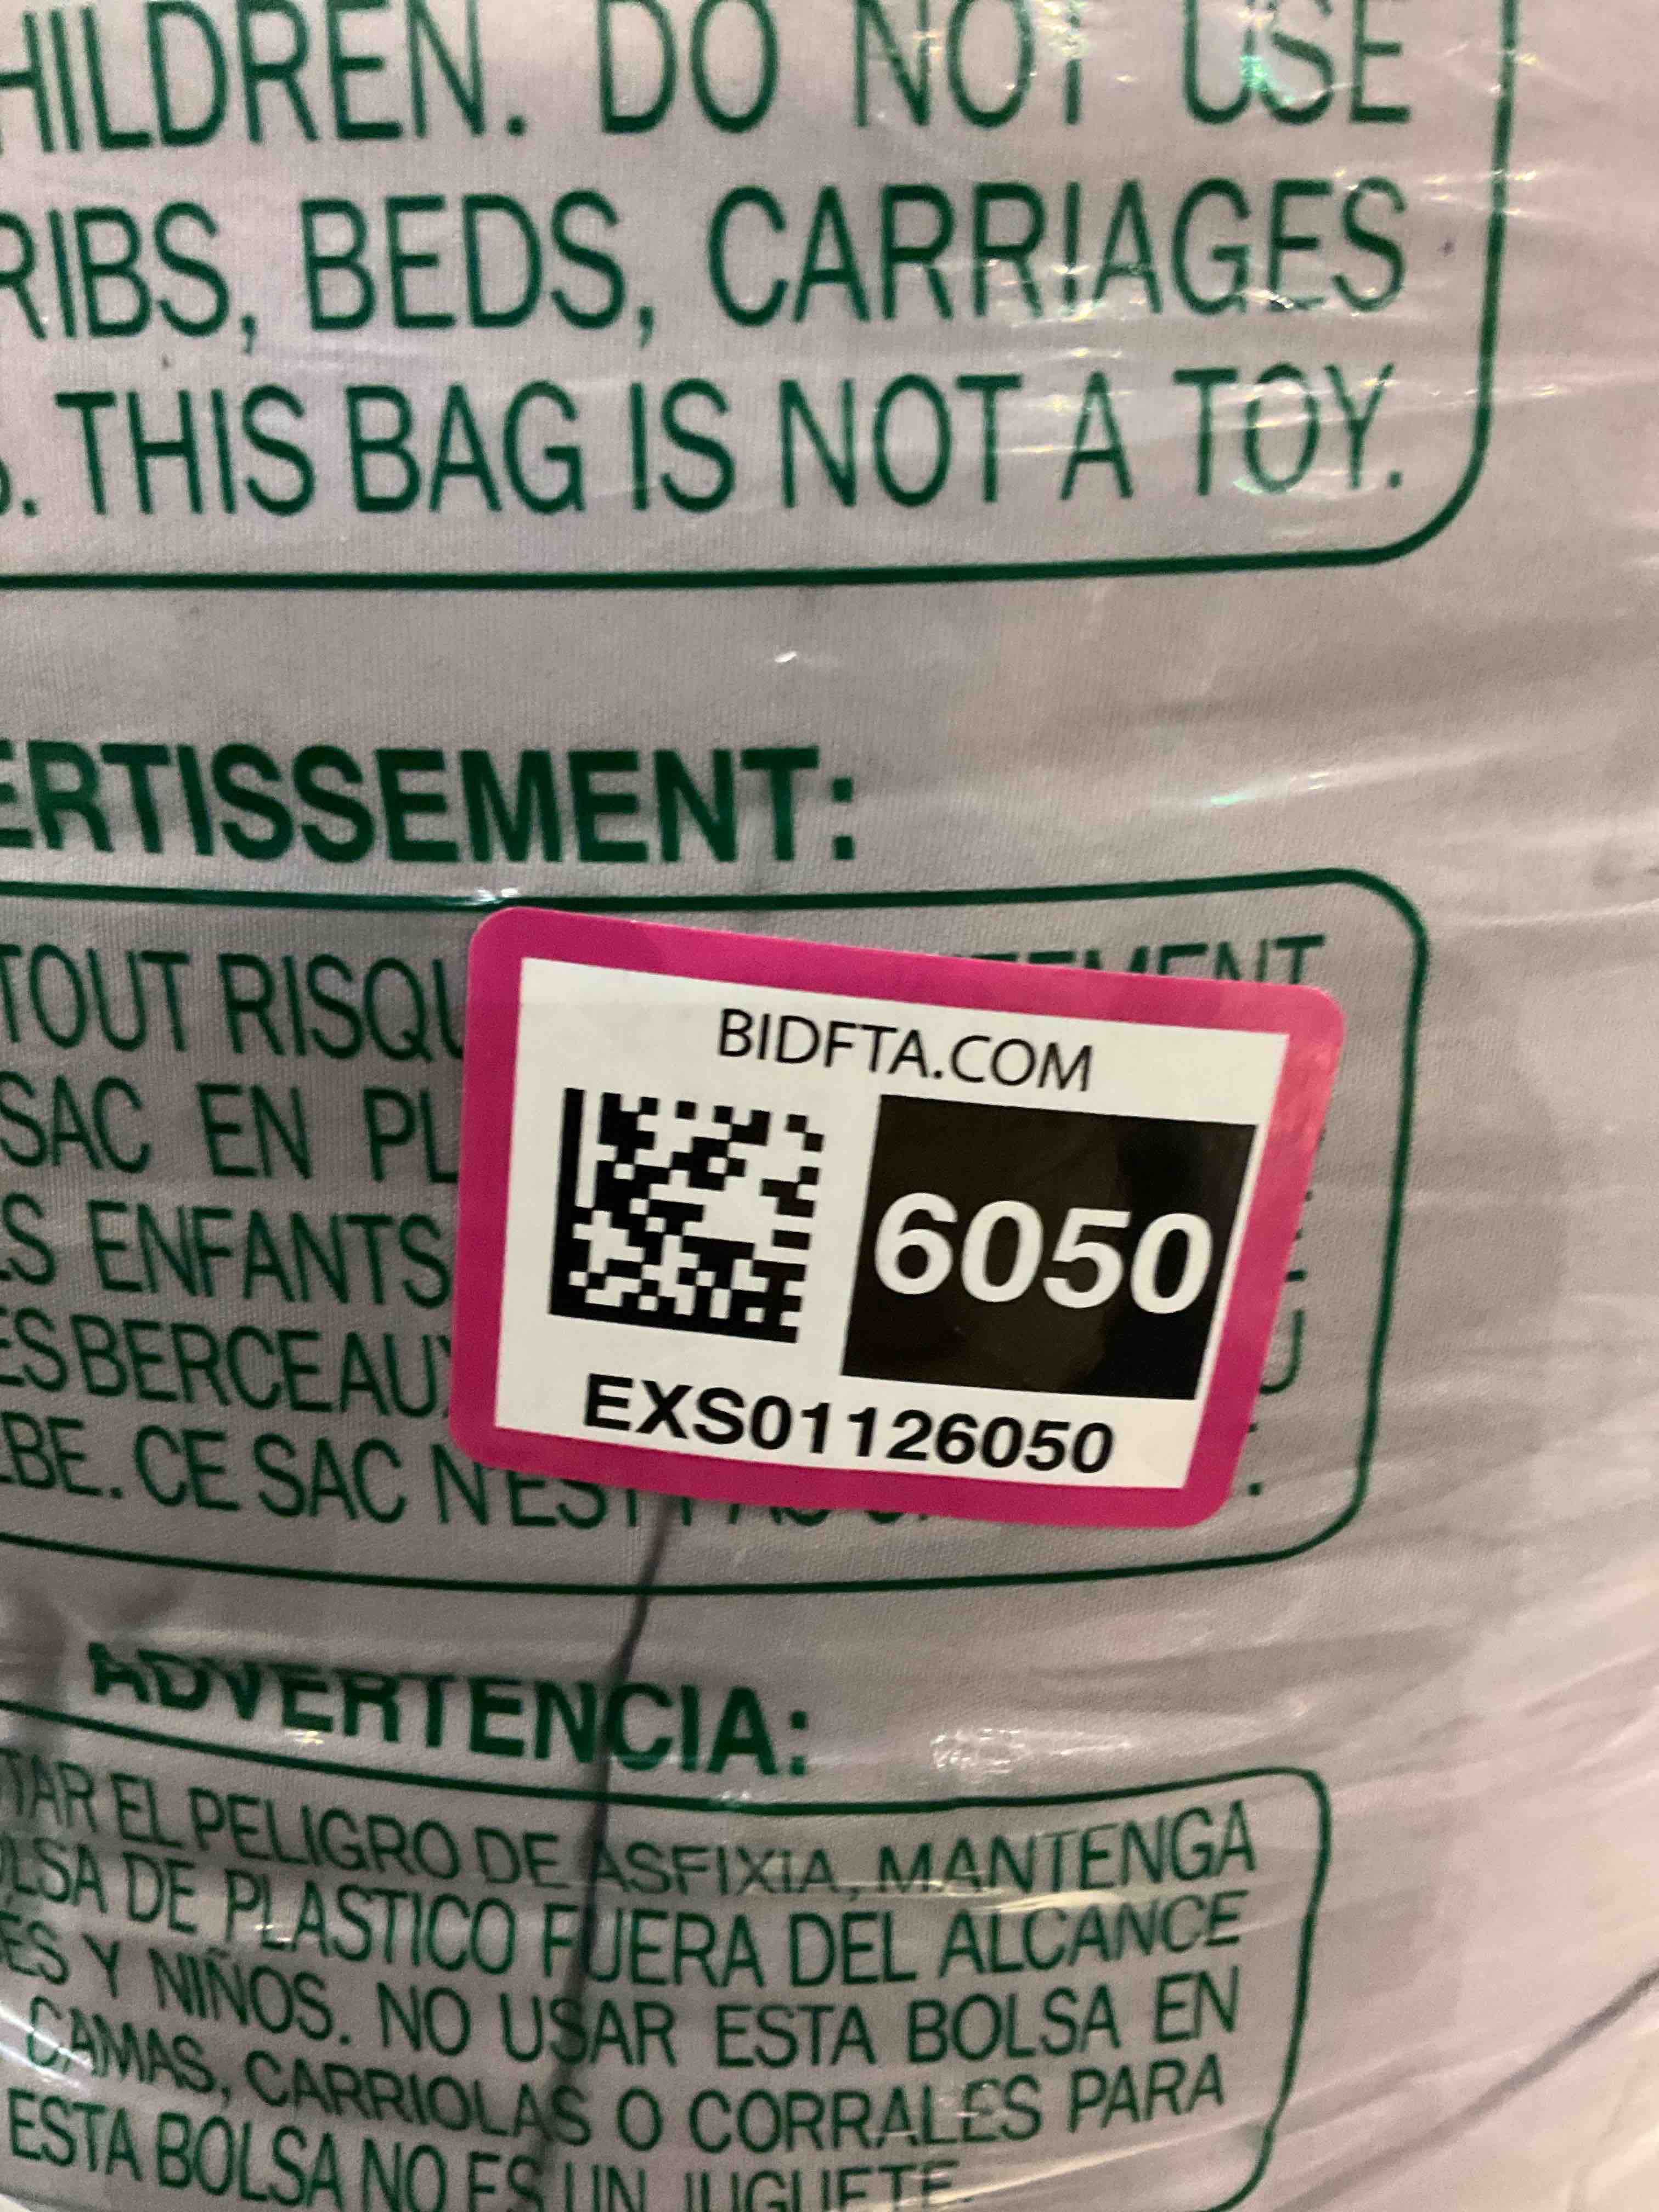 HILDREN. DO NOT USE
RIBS, BEDS, CARRIAGES
. THIS BAG IS NOT A TOY.
ERTISSEMENT:
TOUT RISQU
SAC EN PL
S ENFANTS
ES BERCEAUX
BE. CE SAC N'EST PAS
BIDFTA.COM
6050
EXS01126050
ADVERTENCIA:
TAR EL PELIGRO DE ASFIXIA, MANTENGA
LSA DE PLASTICO FUERA DEL ALCANCE
ES Y NIÑOS. NO USAR ESTA BOLSA EN
CAMAS, CARRIOLAS O CORRALES PARA
ESTA BOLSA NO ES UN JUGUETE.